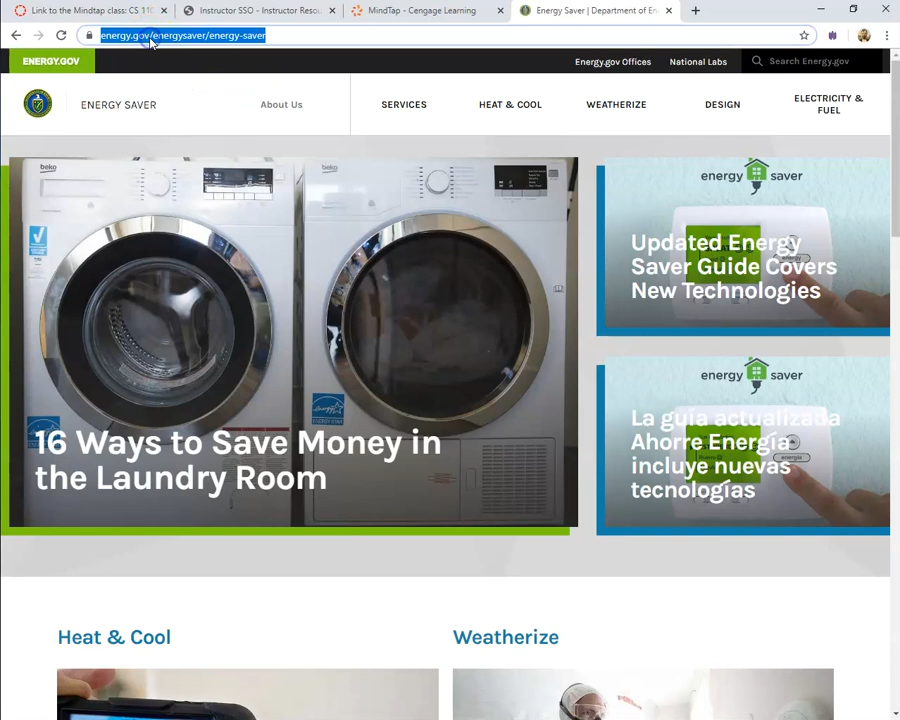 Link to the Mindtap class: CS 110
Instructor SSO - Instructor Resou
MindTap - Cengage Learning
Energy Saver | Department of En
energy.gov/energysaver/energy-saver
ENERGY.GOV
Energy.gov Offices
National Labs
Search Energy.gov
ENERGY SAVER
About Us
SERVICES
HEAT & COOL
WEATHERIZE
DESIGN
ELECTRICITY &
FUEL
beko
beko
16 Ways to Save Money in
the Laundry Room
energy saver
Updated Energy
Saver Guide Covers
New Technologies
energy saver
La guía actualizada
Ahorre Energía
incluye nuevas
tecnologías
Heat & Cool
Weatherize